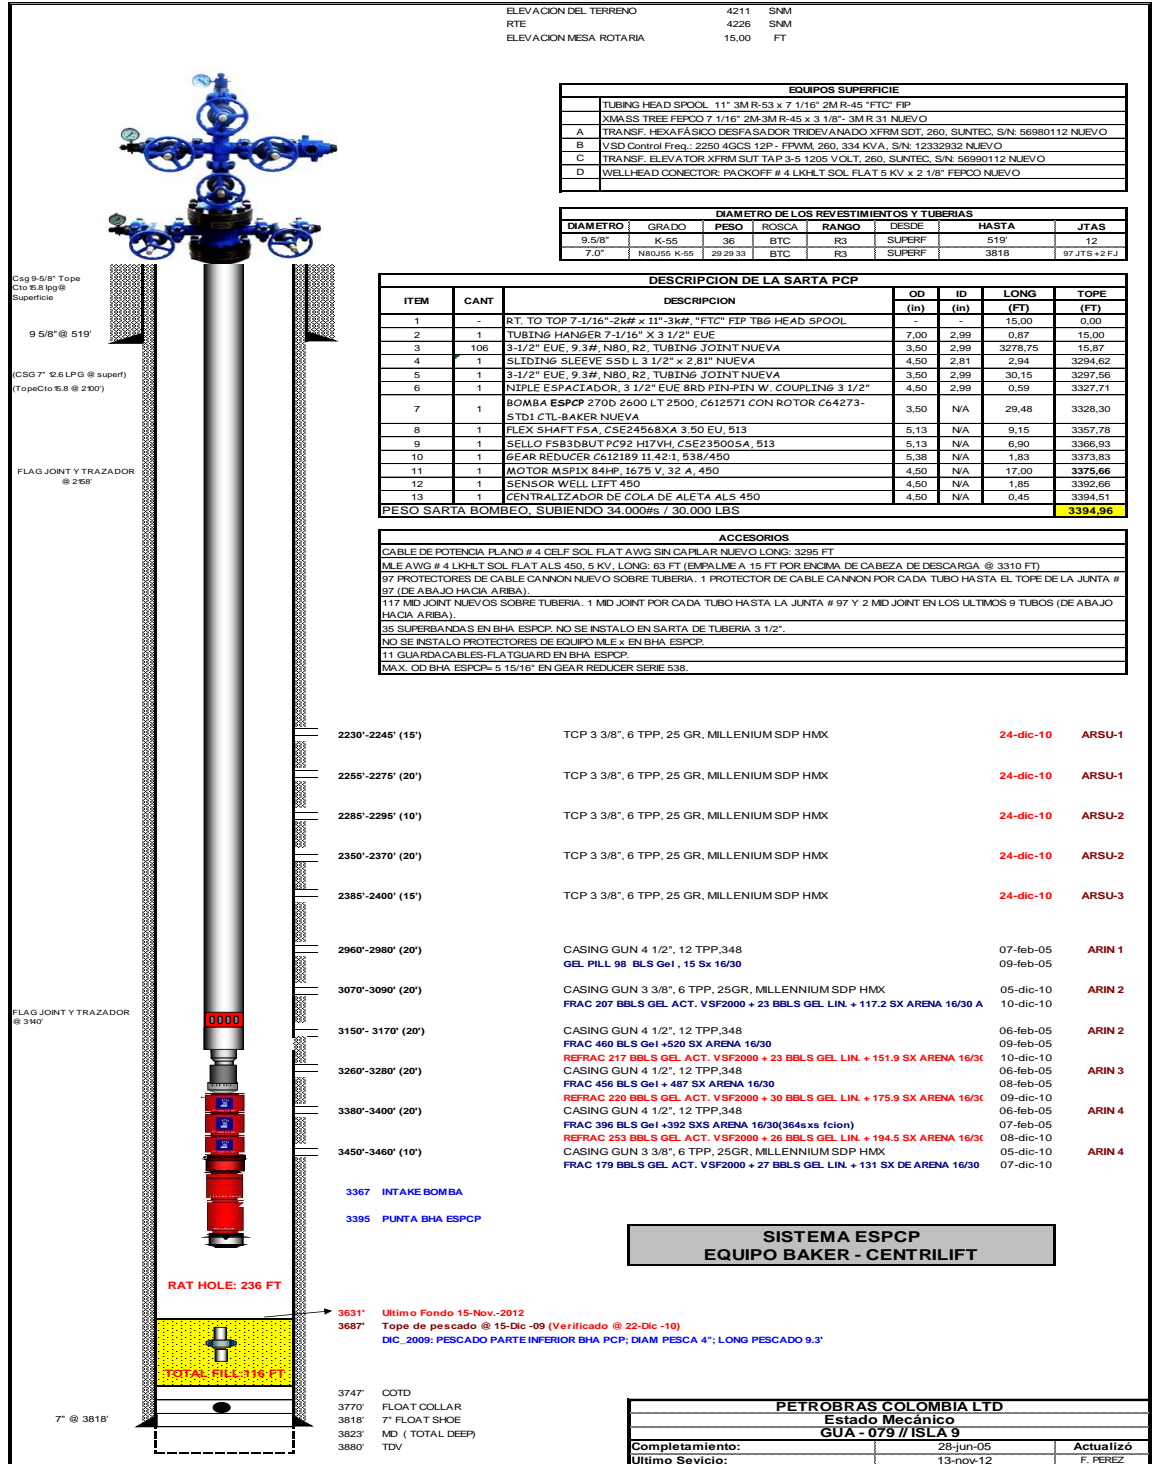 ELEVACION DEL TERRENO 4211 SNM
RTE 4226 SNM
ELEVACION MESA ROTARIA 15,00 FT
EQUIPOS SUPERFICIE
TUBING HEAD SPOOL 11" 3M R-53 x 7 1/16" 2M R-45 "FTC" FIP
XMASS TREE FEPCO 7 1/16" 2M-3M R-45 x 3 1/8"- 3M R 31 NUEVO
A TRANSF. HEXAFÁSICO DESFASADOR TRIDEVANADO XFRM SDT, 260, SUNTEC, S/N: 56980112 NUEVO
B VSD Control Freq.: 2250 4GCS 12P - FPWM, 260, 334 KVA, S/N: 12332932 NUEVO
C TRANSF. ELEVATOR XFRM SUT TAP 3-5 1205 VOLT, 260, SUNTEC, S/N: 56990112 NUEVO
D WELLHEAD CONECTOR: PACKOFF # 4 LKHLT SOL FLAT 5 KV x 2 1/8" FEPCO NUEVO
DIAMETRO DE LOS REVESTIMIENTOS Y TUBERIAS
DIAMETRO GRADO PESO ROSCA RANGO DESDE HASTA JTAS
9.5/8" K-55 36 BTC R3 SUPERF 519' 12
7.0" N80J55 K-55 29 29 33 BTC R3 SUPERF 3818 97 JTS +2 FJ
Csg 9-5/8" Tope
Cto 15.8 lpg@
Superficie
9 5/8"@ 519'
(CSG 7" 12.6 LPG @ superf)
(TopeCto 15.8 @ 2100')
FLAG JOINT Y TRAZADOR
@ 2158'
DESCRIPCION DE LA SARTA PCP
ITEM CANT DESCRIPCION OD (in) ID (in) LONG (FT) TOPE (FT)
1 - RT. TO TOP 7-1/16"-2k# x 11"-3k#, "FTC" FIP TBG HEAD SPOOL - - 15,00 0,00
2 1 TUBING HANGER 7-1/16" X 3 1/2" EUE 7,00 2,99 0,87 15,00
3 106 3-1/2" EUE, 9.3#, N80, R2, TUBING JOINT NUEVA 3,50 2,99 3278,75 15,87
4 1 SLIDING SLEEVE SSD L 3 1/2" x 2,81" NUEVA 4,50 2,81 2,94 3294,62
5 1 3-1/2" EUE, 9.3#, N80, R2, TUBING JOINT NUEVA 3,50 2,99 30,15 3297,56
6 1 NIPLE ESPACIADOR, 3 1/2" EUE 8RD PIN-PIN W. COUPLING 3 1/2" 4,50 2,99 0,59 3327,71
7 1 BOMBA ESPCP 270D 2600 LT 2500, C612571 CON ROTOR C64273-
STD1 CTL-BAKER NUEVA 3,50 N/A 29,48 3328,30
8 1 FLEX SHAFT FSA, CSE24568XA 3.50 EU, 513 5,13 N/A 9,15 3357,78
9 1 SELLO FSB3DBUT PC92 H17VH, CSE23500SA, 513 5,13 N/A 6,90 3366,93
10 1 GEAR REDUCER C612189 11,42:1, 538/450 5,38 N/A 1,83 3373,83
11 1 MOTOR MSP1X 84HP, 1675 V, 32 A, 450 4,50 N/A 17,00 3375,66
12 1 SENSOR WELL LIFT 450 4,50 N/A 1,85 3392,66
13 1 CENTRALIZADOR DE COLA DE ALETA ALS 450 4,50 N/A 0,45 3394,51
PESO SARTA BOMBEO, SUBIENDO 34.000#s / 30.000 LBS 3394,96
ACCESORIOS
CABLE DE POTENCIA PLANO # 4 CELF SOL FLAT AWG SIN CAPILAR NUEVO LONG: 3295 FT
MLE AWG # 4 LKHLT SOL FLAT ALS 450, 5 KV, LONG: 63 FT (EMPALME A 15 FT POR ENCIMA DE CABEZA DE DESCARGA @ 3310 FT)
97 PROTECTORES DE CABLE CANNON NUEVO SOBRE TUBERIA. 1 PROTECTOR DE CABLE CANNON POR CADA TUBO HASTA EL TOPE DE LA JUNTA #
97 (DE ABAJO HACIA ARIBA).
117 MID JOINT NUEVOS SOBRE TUBERIA. 1 MID JOINT POR CADA TUBO HASTA LA JUNTA # 97 Y 2 MID JOINT EN LOS ULTIMOS 9 TUBOS (DE ABAJO
HACIA ARIBA).
35 SUPERBANDAS EN BHA ESPCP. NO SE INSTALO EN SARTA DE TUBERIA 3 1/2".
NO SE INSTALO PROTECTORES DE EQUIPO MLE x EN BHA ESPCP.
11 GUARDACABLES-FLATGUARD EN BHA ESPCP.
MAX. OD BHA ESPCP= 5 15/16" EN GEAR REDUCER SERIE 538.
2230'-2245' (15') TCP 3 3/8", 6 TPP, 25 GR, MILLENIUM SDP HMX 24-dic-10 ARSU-1
2255'-2275' (20') TCP 3 3/8", 6 TPP, 25 GR, MILLENIUM SDP HMX 24-dic-10 ARSU-1
2285'-2295' (10') TCP 3 3/8", 6 TPP, 25 GR, MILLENIUM SDP HMX 24-dic-10 ARSU-2
2350'-2370' (20') TCP 3 3/8", 6 TPP, 25 GR, MILLENIUM SDP HMX 24-dic-10 ARSU-2
2385'-2400' (15') TCP 3 3/8", 6 TPP, 25 GR, MILLENIUM SDP HMX 24-dic-10 ARSU-3
2960'-2980' (20') CASING GUN 4 1/2", 12 TPP,348 07-feb-05 ARIN 1
GEL PILL 98 BLS Gel , 15 Sx 16/30 09-feb-05
3070'-3090' (20') CASING GUN 3 3/8", 6 TPP, 25GR, MILLENNIUM SDP HMX 05-dic-10 ARIN 2
FRAC 207 BBLS GEL ACT. VSF2000 + 23 BBLS GEL LIN. + 117.2 SX ARENA 16/30 A 10-dic-10
FLAG JOINT Y TRAZADOR
@ 3140'
3150'- 3170' (20') CASING GUN 4 1/2", 12 TPP,348 06-feb-05 ARIN 2
FRAC 460 BLS Gel +520 SX ARENA 16/30 09-feb-05
REFRAC 217 BBLS GEL ACT. VSF2000 + 23 BBLS GEL LIN. + 151.9 SX ARENA 16/30 10-dic-10
3260'-3280' (20') CASING GUN 4 1/2", 12 TPP,348 06-feb-05 ARIN 3
FRAC 456 BLS Gel + 487 SX ARENA 16/30 08-feb-05
REFRAC 220 BBLS GEL ACT. VSF2000 + 30 BBLS GEL LIN. + 175.9 SX ARENA 16/30 09-dic-10
3380'-3400' (20') CASING GUN 4 1/2", 12 TPP,348 06-feb-05 ARIN 4
FRAC 396 BLS Gel +392 SXS ARENA 16/30(364sxs fcion) 07-feb-05
REFRAC 253 BBLS GEL ACT. VSF2000 + 26 BBLS GEL LIN. + 194.5 SX ARENA 16/30 08-dic-10
3450'-3460' (10') CASING GUN 3 3/8", 6 TPP, 25GR, MILLENNIUM SDP HMX 05-dic-10 ARIN 4
FRAC 179 BBLS GEL ACT. VSF2000 + 27 BBLS GEL LIN. + 131 SX DE ARENA 16/30 07-dic-10
3367 INTAKE BOMBA
3395 PUNTA BHA ESPCP
SISTEMA ESPCP
EQUIPO BAKER - CENTRILIFT
RAT HOLE: 236 FT
3631' Ultimo Fondo 15-Nov.-2012
3687' Tope de pescado @ 15-Dic -09 (Verificado @ 22-Dic -10)
DIC_2009: PESCADO PARTE INFERIOR BHA PCP; DIAM PESCA 4"; LONG PESCADO 9.3'
TOTAL FILL:116 FT
3747' COTD
3770' FLOAT COLLAR
7" @ 3818'
3818' 7" FLOAT SHOE
3823' MD ( TOTAL DEEP)
3880' TDV
PETROBRAS COLOMBIA LTD
Estado Mecánico
GUA - 079 // ISLA 9
Completamiento: 28-jun-05 Actualizó
Ultimo Sevicio: 13-nov-12 F. PEREZ